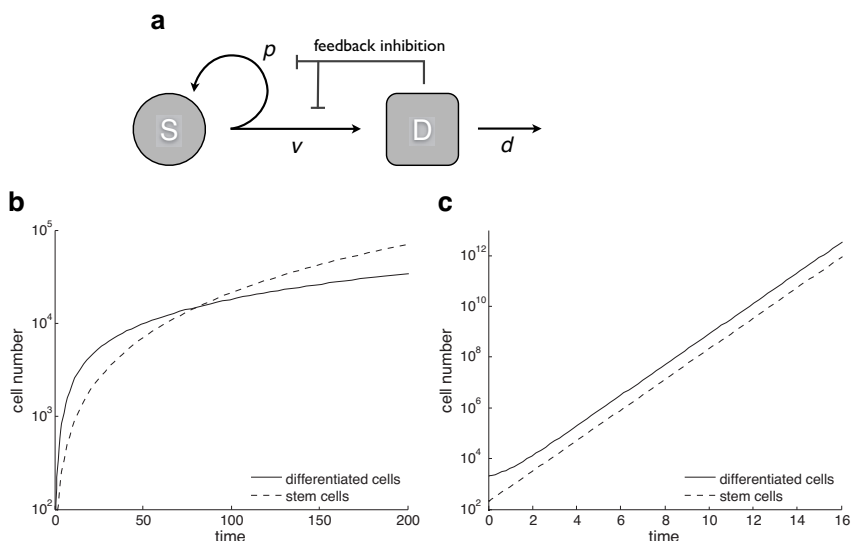 a
p
feedback inhibition
S
D
v
d
b
10^5
10^4
10^3
10^2
cell number
0
50
100
150
200
time
differentiated cells
stem cells
c
10^12
10^10
10^8
10^6
10^4
10^2
cell number
0
2
4
6
8
10
12
14
16
time
differentiated cells
stem cells